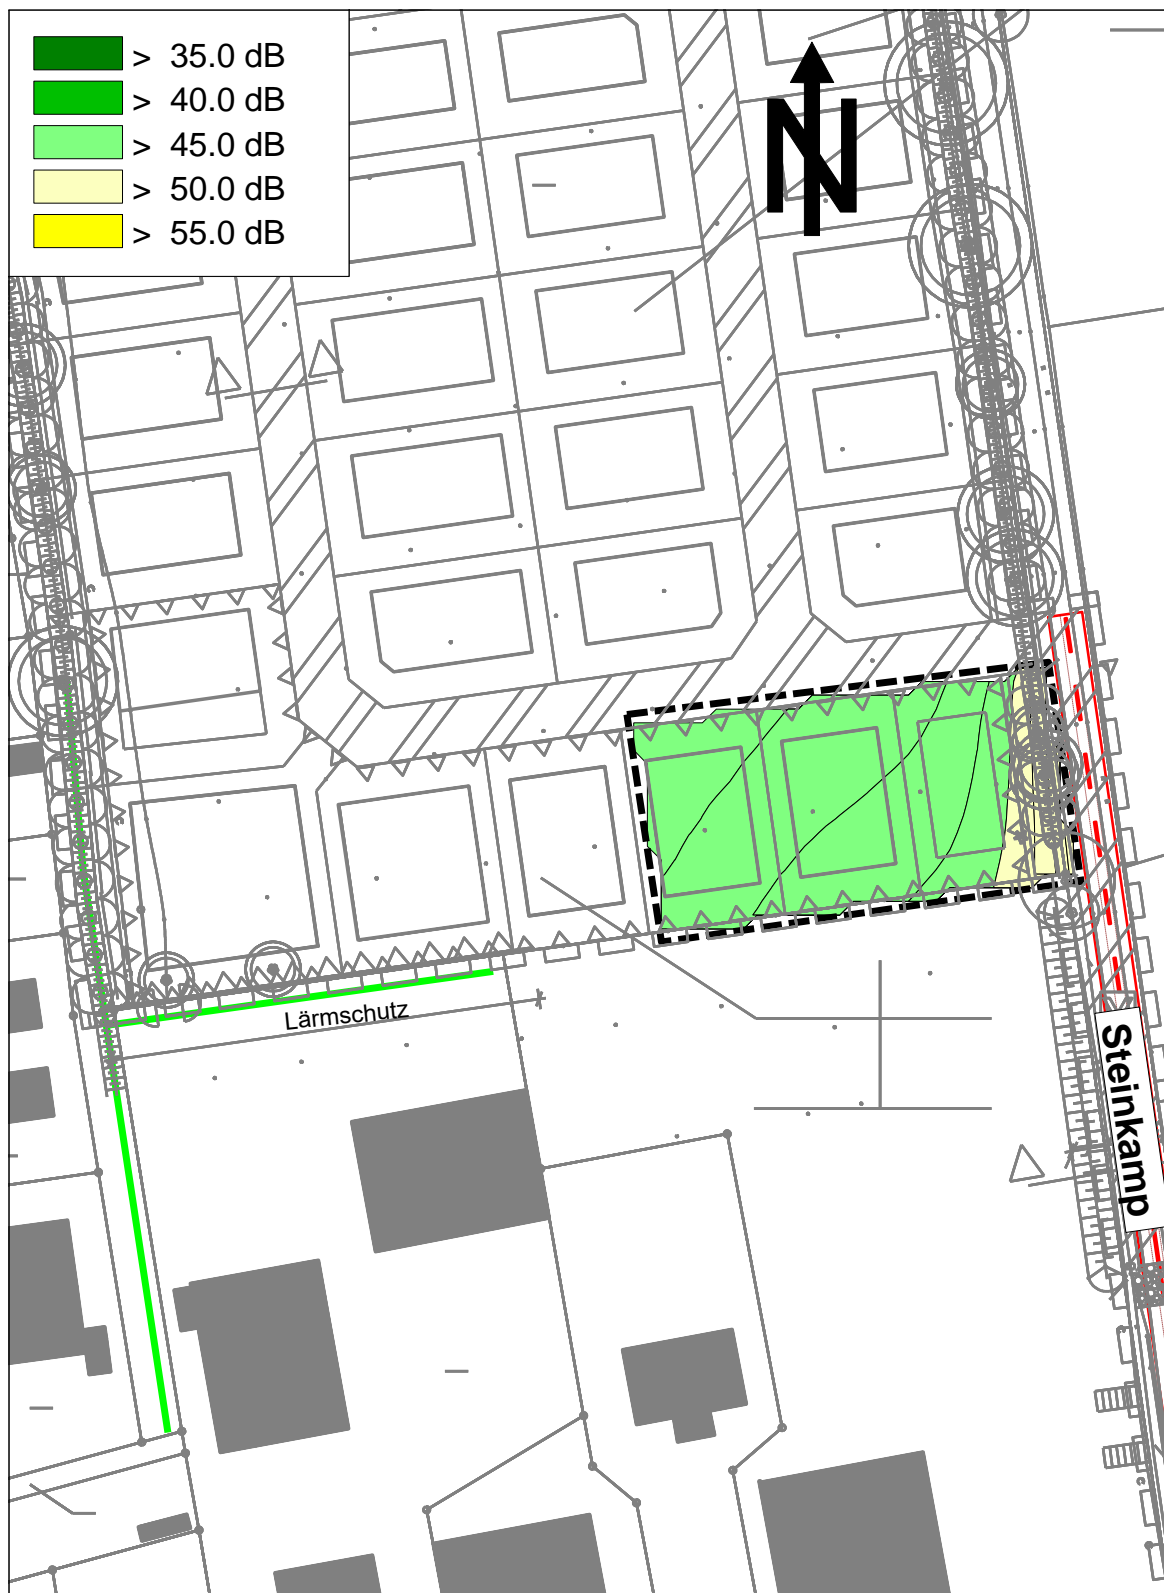 > 35.0 dB
> 40.0 dB
> 45.0 dB
> 50.0 dB
> 55.0 dB
N
Lärmschutz
Steinkamp